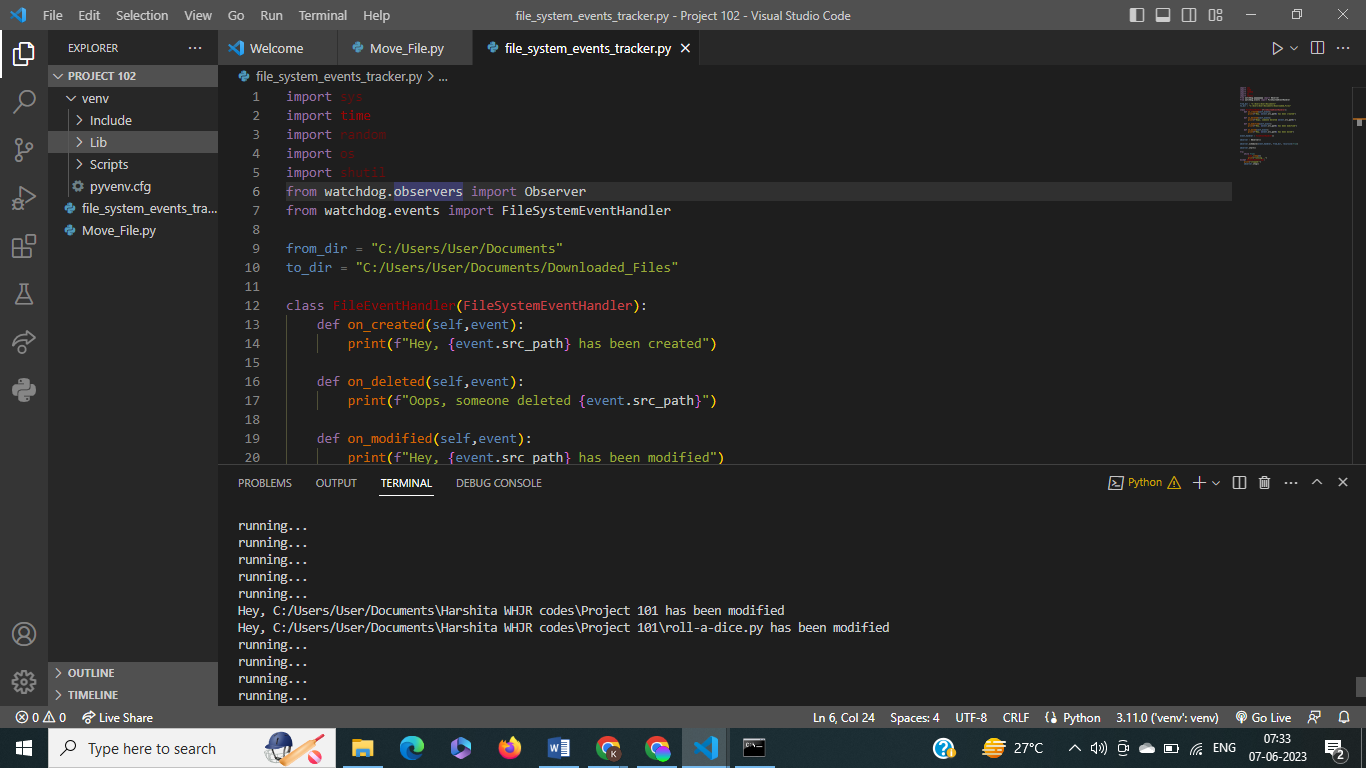 File Edit Selection View Go Run Terminal Help
file_system_events_tracker.py - Project 102 - Visual Studio Code
EXPLORER
PROJECT 102
venv
Include
Lib
Scripts
pyvenv.cfg
file_system_events_tra...
Move_File.py
OUTLINE
TIMELINE
Welcome Move_File.py file_system_events_tracker.py
file_system_events_tracker.py > ...
1 import sys
2 import time
3 import random
4 import os
5 import shutil
6 from watchdog.observers import Observer
7 from watchdog.events import FileSystemEventHandler
8
9 from_dir = "C:/Users/User/Documents"
10 to_dir = "C:/Users/User/Documents/Downloaded_Files"
11
12 class FileEventHandler(FileSystemEventHandler):
13 def on_created(self,event):
14 print(f"Hey, {event.src_path} has been created")
15
16 def on_deleted(self,event):
17 print(f"Oops, someone deleted {event.src_path}")
18
19 def on_modified(self,event):
20 print(f"Hey, {event.src_path} has been modified")
PROBLEMS OUTPUT TERMINAL DEBUG CONSOLE
Python
running...
running...
running...
running...
running...
Hey, C:/Users/User/Documents\Harshita WHJR codes\Project 101 has been modified
Hey, C:/Users/User/Documents\Harshita WHJR codes\Project 101\roll-a-dice.py has been modified
running...
running...
running...
running...
0 0 Live Share
Ln 6, Col 24 Spaces: 4 UTF-8 CRLF Python 3.11.0 ('venv': venv) Go Live
Type here to search
27°C
ENG
07:33
07-06-2023
2